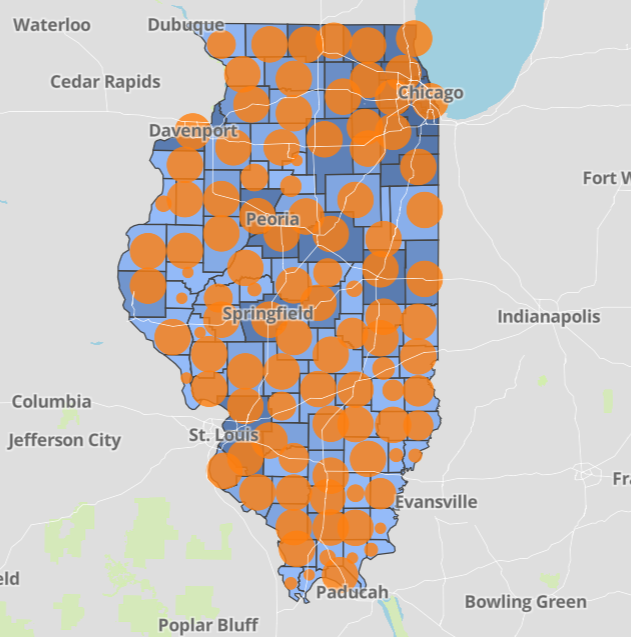 Waterloo
Dubuque
Cedar Rapids
Chicago
Davenport
Fort W
Peoria
Springfield
Indianapolis
Columbia
Jefferson City
St. Louis
Fra
Evansville
eld
Paducah
Bowling Green
Poplar Bluff